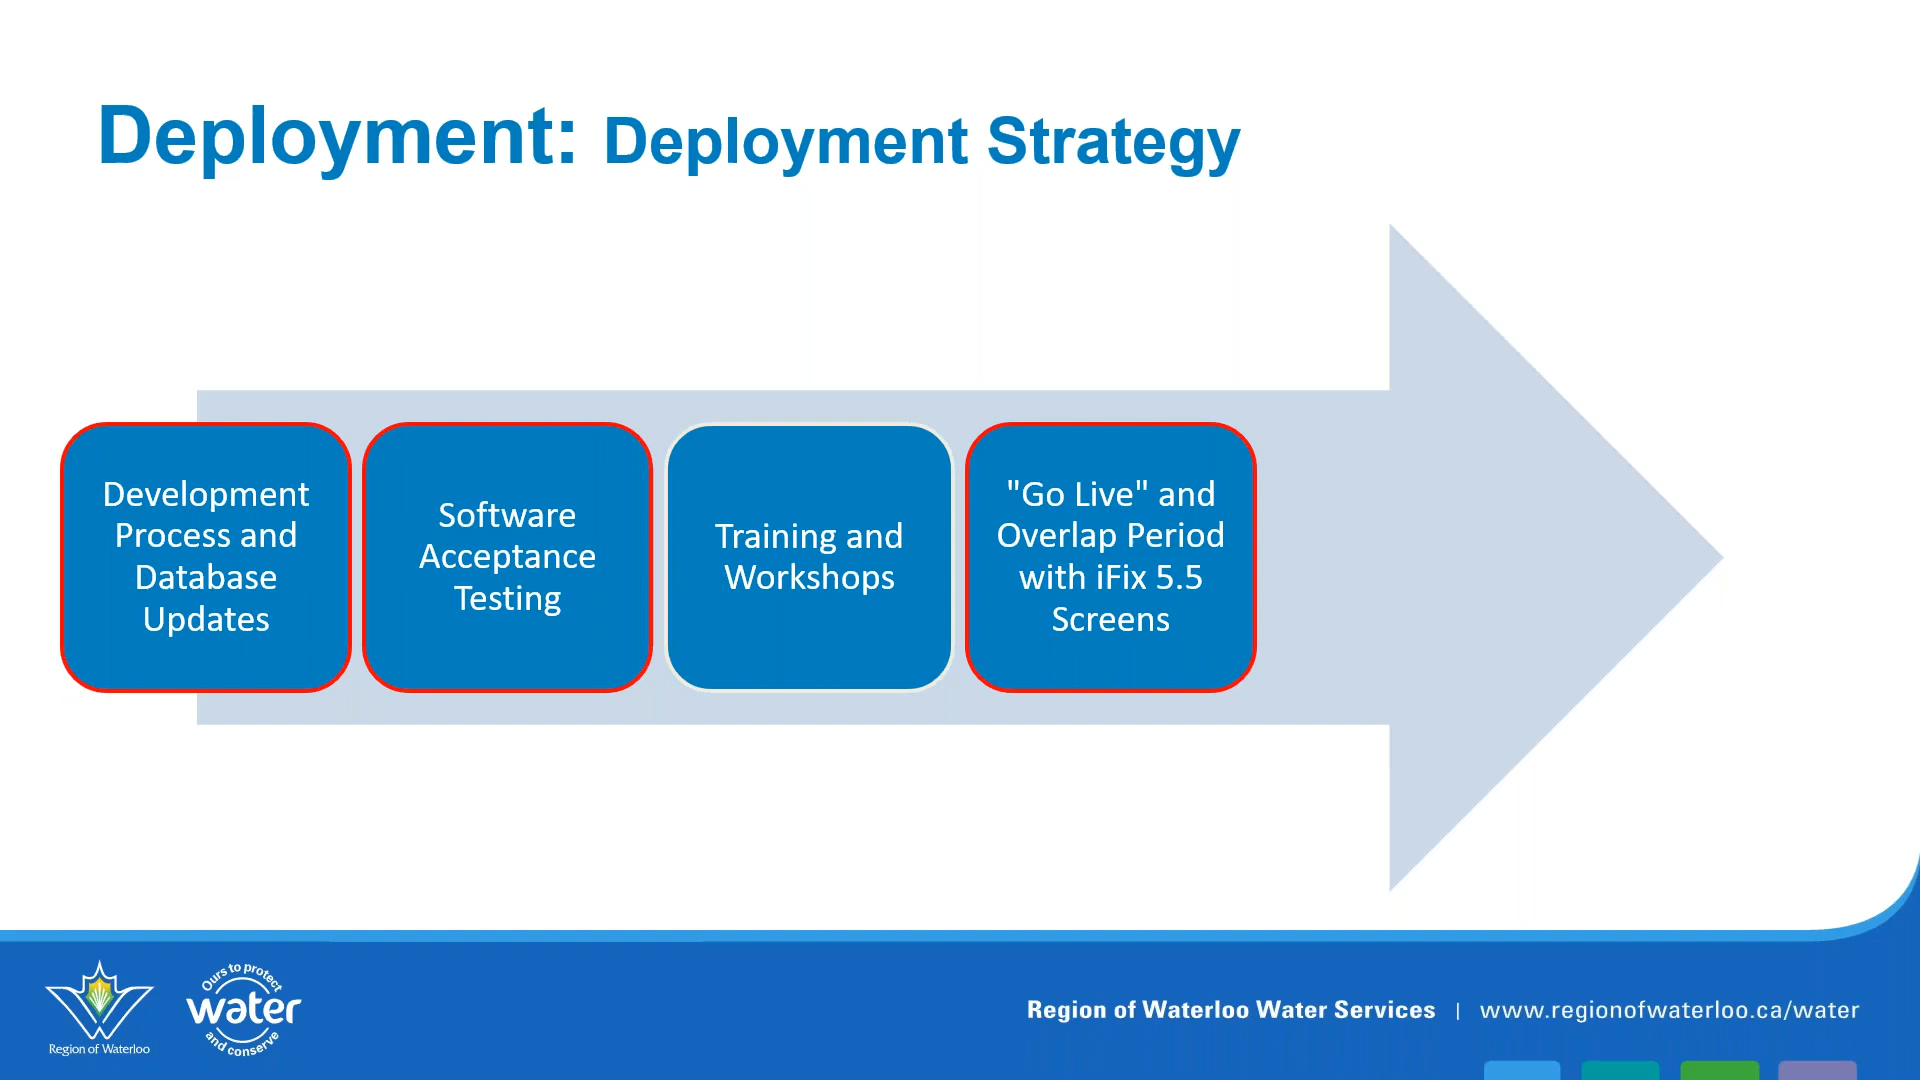 Deployment: Deployment Strategy
Development
Process and
Database
Updates
Software
Acceptance
Testing
Training and
Workshops
"Go Live" and
Overlap Period
with iFix 5.5
Screens
Region of Waterloo
Ours to protect
water
and conserve
Region of Waterloo Water Services | www.regionofwaterloo.ca/water